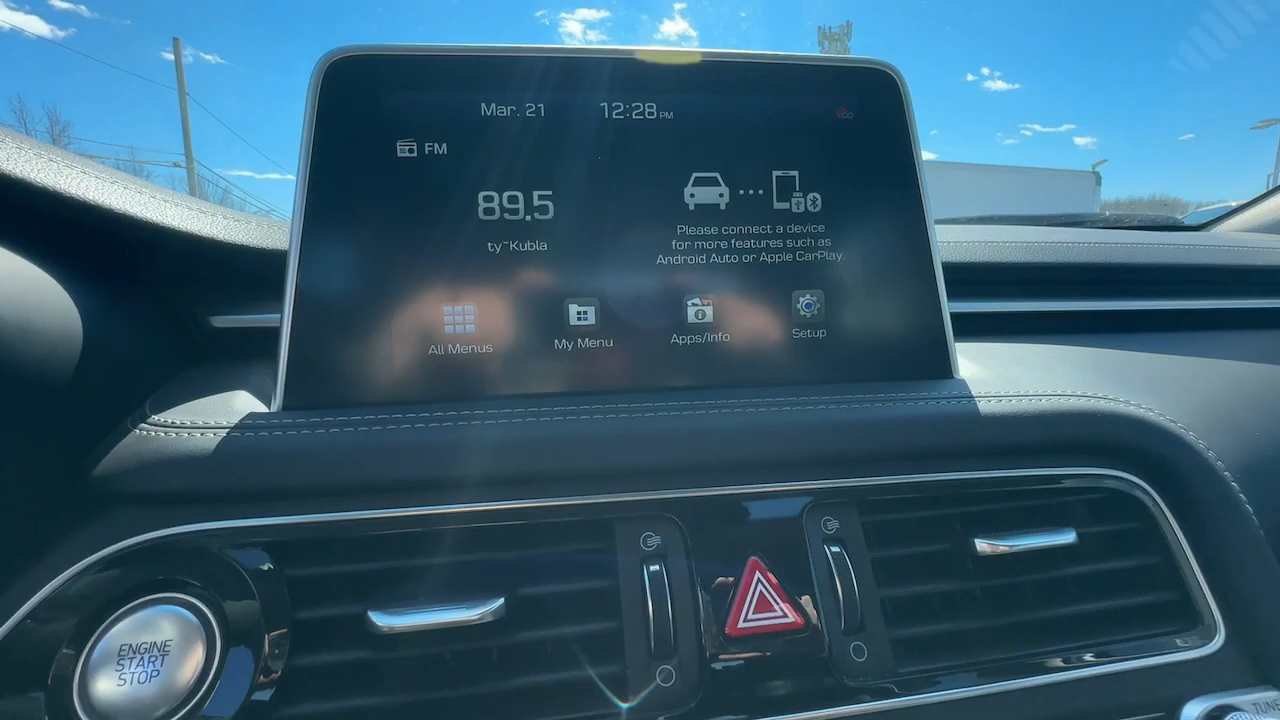 Mar. 21 12:28 PM
FM
89.5
ty~Kubla
Please connect a device
for more features such as
Android Auto or Apple CarPlay.
All Menus My Menu Apps/Info Setup
ENGINE
START
STOP
TUNE